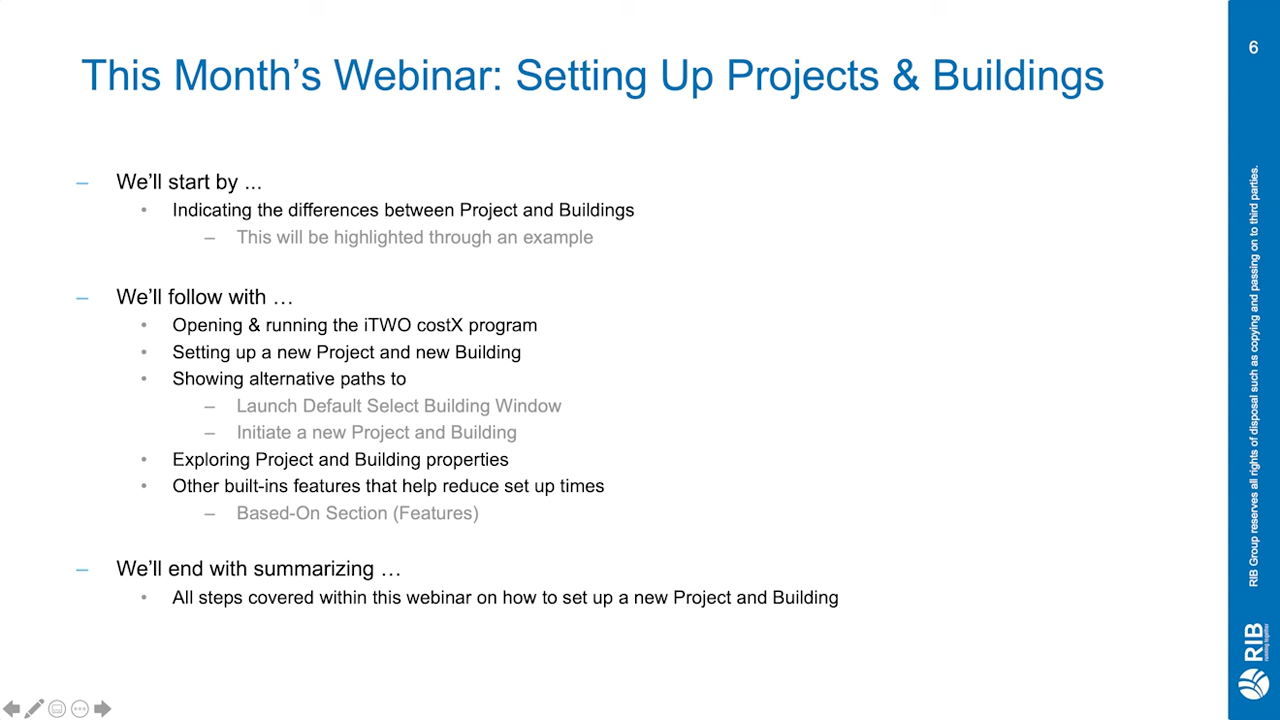 This Month's Webinar: Setting Up Projects & Buildings
6
– We'll start by ...
• Indicating the differences between Project and Buildings
– This will be highlighted through an example
– We'll follow with …
• Opening & running the iTWO costX program
• Setting up a new Project and new Building
• Showing alternative paths to
– Launch Default Select Building Window
– Initiate a new Project and Building
• Exploring Project and Building properties
• Other built-ins features that help reduce set up times
– Based-On Section (Features)
– We'll end with summarizing …
• All steps covered within this webinar on how to set up a new Project and Building
RIB Group reserves all rights of disposal such as copying and passing on to third parties.
RIB
running together